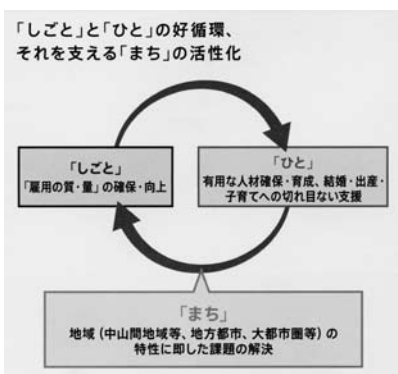 「しごと」と「ひと」の好循環、
それを支える「まち」の活性化
「しごと」
「雇用の質・量」の確保・向上
「ひと」
有用な人材確保・育成、結婚・出産・
子育てへの切れ目ない支援
「まち」
地域（中山間地域等、地方都市、大都市圏等）の
特性に即した課題の解決